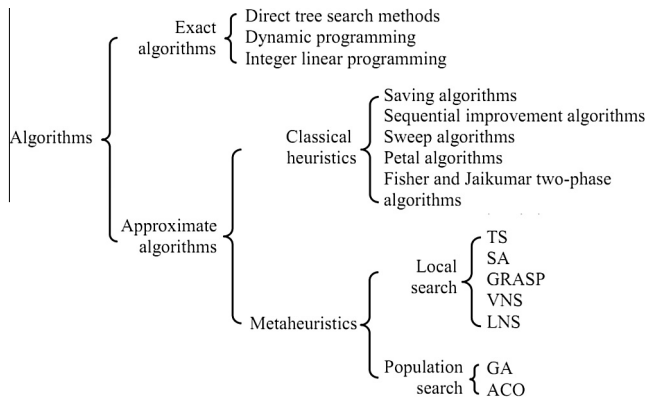 Exact
algorithms
Direct tree search methods
Dynamic programming
Integer linear programming
Algorithms
Classical
heuristics
Saving algorithms
Sequential improvement algorithms
Sweep algorithms
Petal algorithms
Fisher and Jaikumar two-phase
algorithms
Approximate
algorithms
Local
search
TS
SA
GRASP
VNS
LNS
Metaheuristics
Population
search
GA
ACO